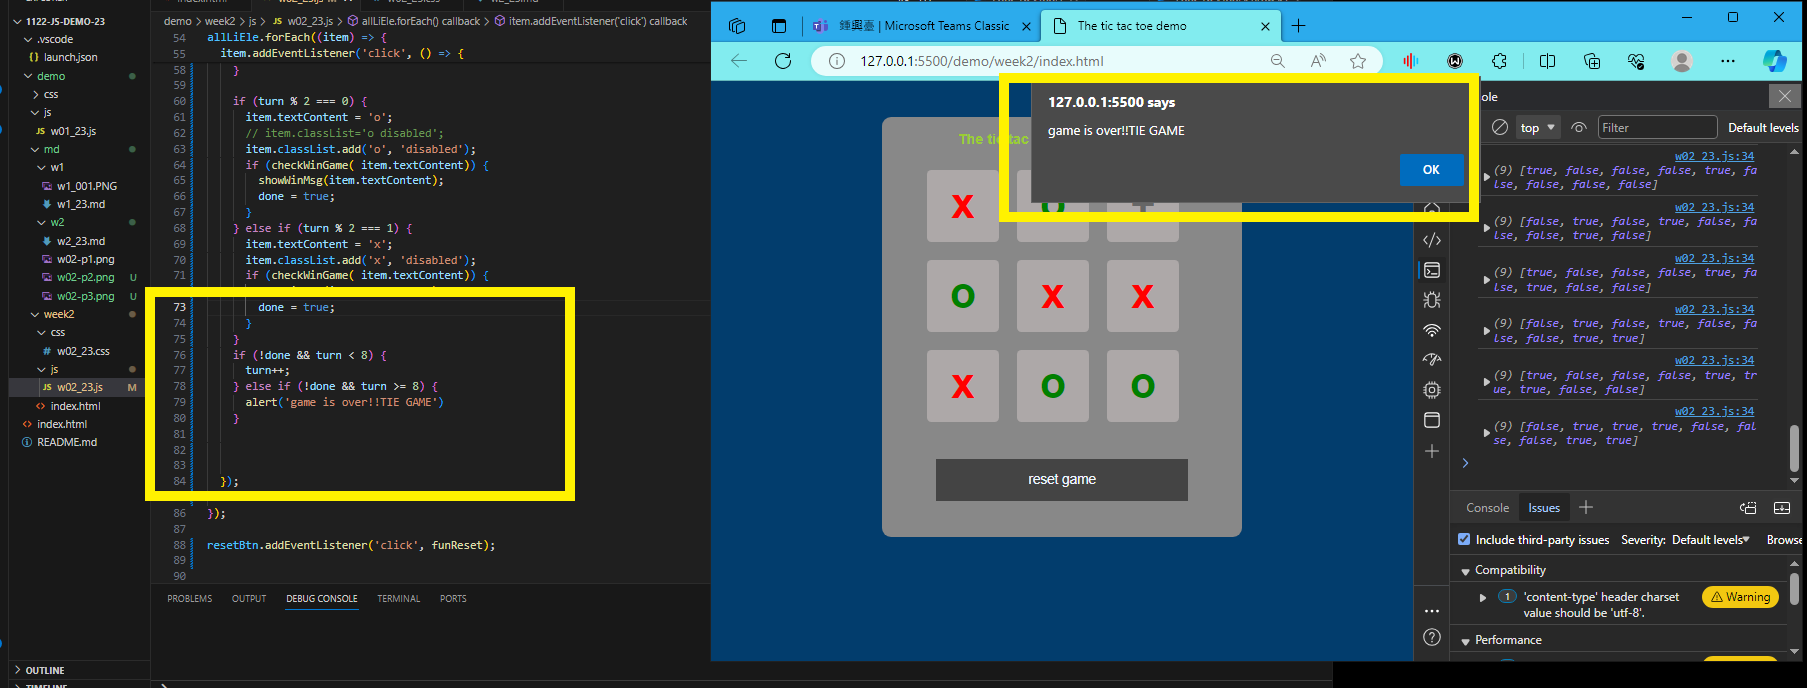 1122-JS-DEMO-23
.vscode
launch.json
demo
css
js
JS w01_23.js
md
w1
w1_001.PNG
w1_23.md
w2
w2_23.md
w02-p1.png
w02-p2.png U
w02-p3.png U
week2
css
# w02_23.css
js
JS w02_23.js M
<> index.html
<> index.html
README.md
OUTLINE
demo > week2 > js > JS w02_23.js > allLiEle.forEach() callback > item.addEventListener('click') callback
54 allLiEle.forEach((item) => {
55 item.addEventListener('click', () => {
58 }
59
60 if (turn % 2 === 0) {
61 item.textContent = 'o';
62 // item.classList='o disabled';
63 item.classList.add('o', 'disabled');
64 if (checkWinGame( item.textContent)) {
65 showWinMsg(item.textContent);
66 done = true;
67 }
68 } else if (turn % 2 === 1) {
69 item.textContent = 'x';
70 item.classList.add('x', 'disabled');
71 if (checkWinGame( item.textContent)) {
73 done = true;
74 }
75 }
76 if (!done && turn < 8) {
77 turn++;
78 } else if (!done && turn >= 8) {
79 alert('game is over!!TIE GAME')
80 }
81
82
83
84 });
86 });
87
88 resetBtn.addEventListener('click', funReset);
89
90
PROBLEMS OUTPUT DEBUG CONSOLE TERMINAL PORTS
| Microsoft Teams Classic
The tic tac toe demo
127.0.0.1:5500/demo/week2/index.html
127.0.0.1:5500 says
game is over!!TIE GAME
OK
The tic tac
X O
O X X
X O O
reset game
ole
top Filter Default levels
w02_23.js:34
(9) [true, false, false, false, true, fa
lse, false, false, false]
w02_23.js:34
(9) [false, true, false, true, false, fa
lse, false, true, false]
w02_23.js:34
(9) [true, false, false, false, true, fa
lse, true, false, false]
w02_23.js:34
(9) [false, true, false, true, false, fa
lse, false, true, true]
w02_23.js:34
(9) [true, false, false, false, true, tr
ue, true, false, false]
w02_23.js:34
(9) [false, true, true, true, false, fal
se, false, true, true]
Console Issues
Include third-party issues Severity: Default levels Brows
Compatibility
1 'content-type' header charset
value should be 'utf-8'.
Warning
Performance